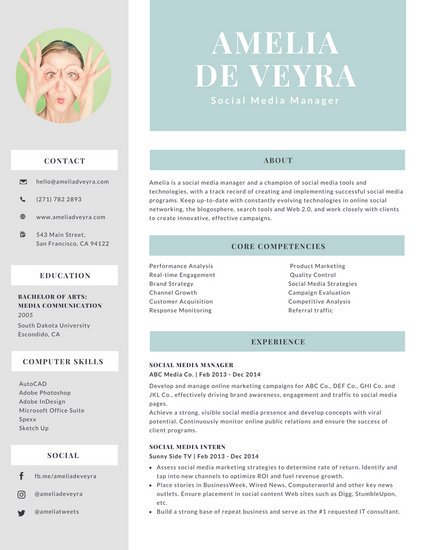 AMELIA
DE VEYRA
Social Media Manager
CONTACT
hello@ameliadveyra.com
(271) 782 2893
www.ameliadveyra.com
543 Main Street,
San Francisco, CA 94122
EDUCATION
BACHELOR OF ARTS:
MEDIA COMMUNICATION
2005
South Dakota University
Escondido, CA
COMPUTER SKILLS
AutoCAD
Adobe Photoshop
Adobe InDesign
Microsoft Office Suite
Spexx
Sketch Up
SOCIAL
fb.me/ameliadveyra
@ameliadeveyra
@ameliatweets
ABOUT
Amelia is a social media manager and a champion of social media tools and
technologies, with a track record of creating and implementing successful social media
programs. Keep up-to-date with constantly evolving technologies in online social
networking, the blogosphere, search tools and Web 2.0, and work closely with clients
to create innovative, effective campaigns.
CORE COMPETENCIES
Performance Analysis
Real-time Engagement
Brand Strategy
Channel Growth
Customer Acquisition
Response Monitoring
Product Marketing
Quality Control
Social Media Strategies
Campaign Evaluation
Competitive Analysis
Referral traffic
EXPERIENCE
SOCIAL MEDIA MANAGER
ABC Media Co. | Feb 2013 - Dec 2014
Develop and manage online marketing campaigns for ABC Co., DEF Co., GHI Co. and
JKL Co., effectively driving brand awareness, engagement and traffic to social media
pages.
Achieve a strong, visible social media presence and develop concepts with viral
potential. Continuously monitor online public relations and ensure the success of
client programs.
SOCIAL MEDIA INTERN
Sunny Side TV | Feb 2013 - Dec 2014
• Assess social media marketing strategies to determine rate of return. Identify and
tap into new channels to optimize ROI and fuel revenue growth.
• Place stories in BusinessWeek, Wired News, Computerworld and other key news
outlets. Ensure placement in social content Web sites such as Digg, StumbleUpon,
etc.
• Build a strong base of repeat business and serve as the #1 requested IT consultant.